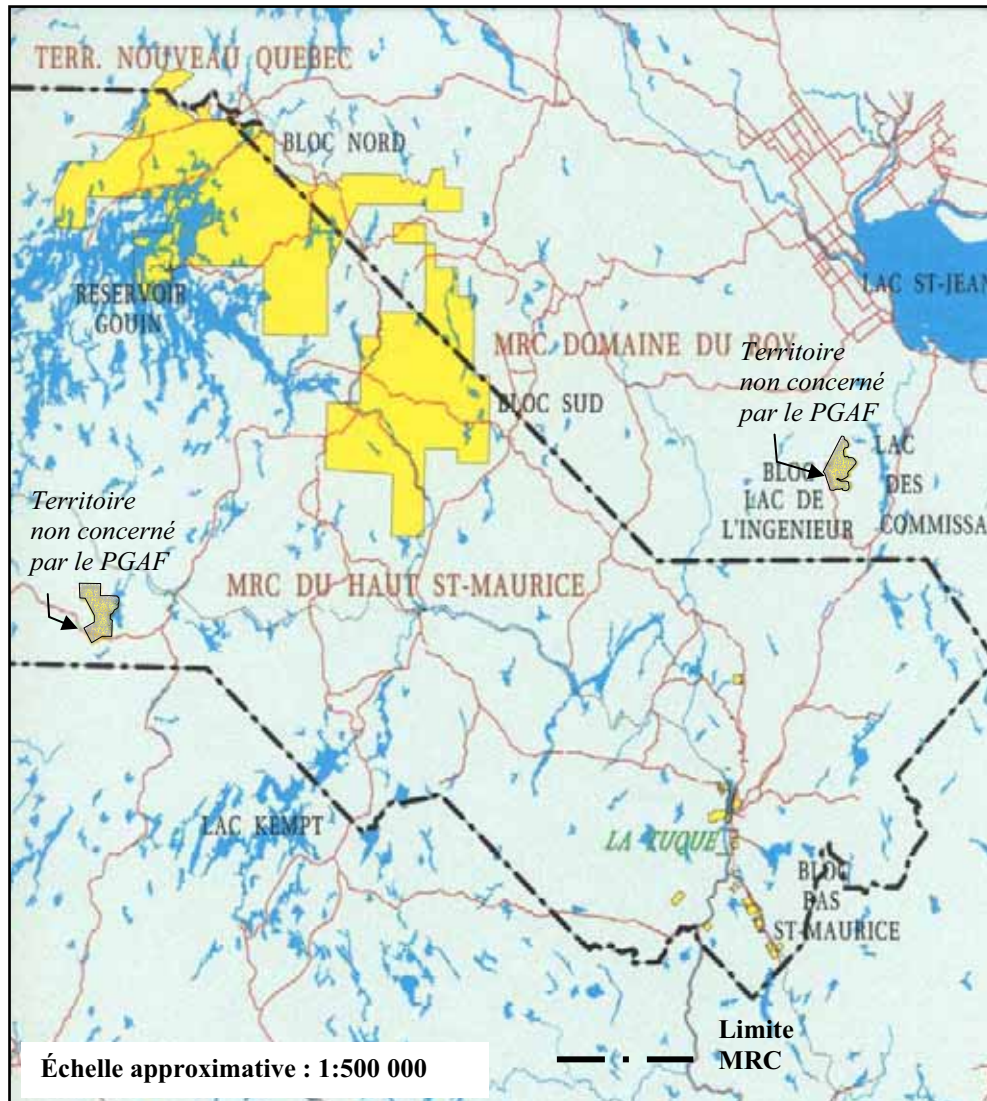 TERR. NOUVEAU QUEBEC
BLOC NORD
LAC ST-JEAN
RESERVOIR
GOUIN
MRC DOMAINE DU ROY
Territoire
non concerné
par le PGAF
BLOC SUD
LAC
DES
COMMISSA
BLOC
LAC DE
L'INGENIEUR
Territoire
non concerné
par le PGAF
MRC DU HAUT ST-MAURICE
LAC KEMPT
LA TUQUE
BLOC
BAS
ST-MAURICE
Limite
MRC
Échelle approximative : 1:500 000